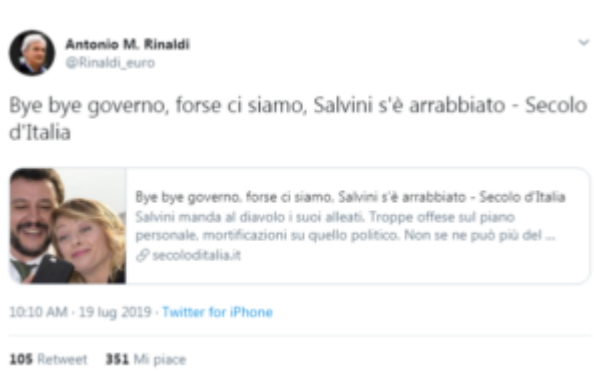 Antonio M. Rinaldi
@Rinaldi_euro
Bye bye governo, forse ci siamo, Salvini s'è arrabbiato - Secolo
d'Italia
Bye bye governo, forse ci siamo, Salvini s'è arrabbiato - Secolo d'Italia
Salvini manda al diavolo i suoi alleati. Troppe offese sul piano
personale, mortificazioni su quello politico. Non se ne può più del ...
secoloditalia.it
10:10 AM · 19 lug 2019 · Twitter for iPhone
105 Retweet 351 Mi piace